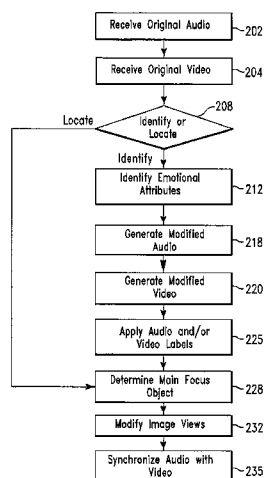 Receive Original Audio
202
Receive Original Video
204
208
Locate
Identify or
Locate
Identify
Identify Emotional
Attributes
212
Generate Modified
Audio
218
Generate Modified
Video
220
Apply Audio and/or
Video Labels
225
Determine Main Focus
Object
228
Modify Image Views
232
Synchronize Audio with
Video
235